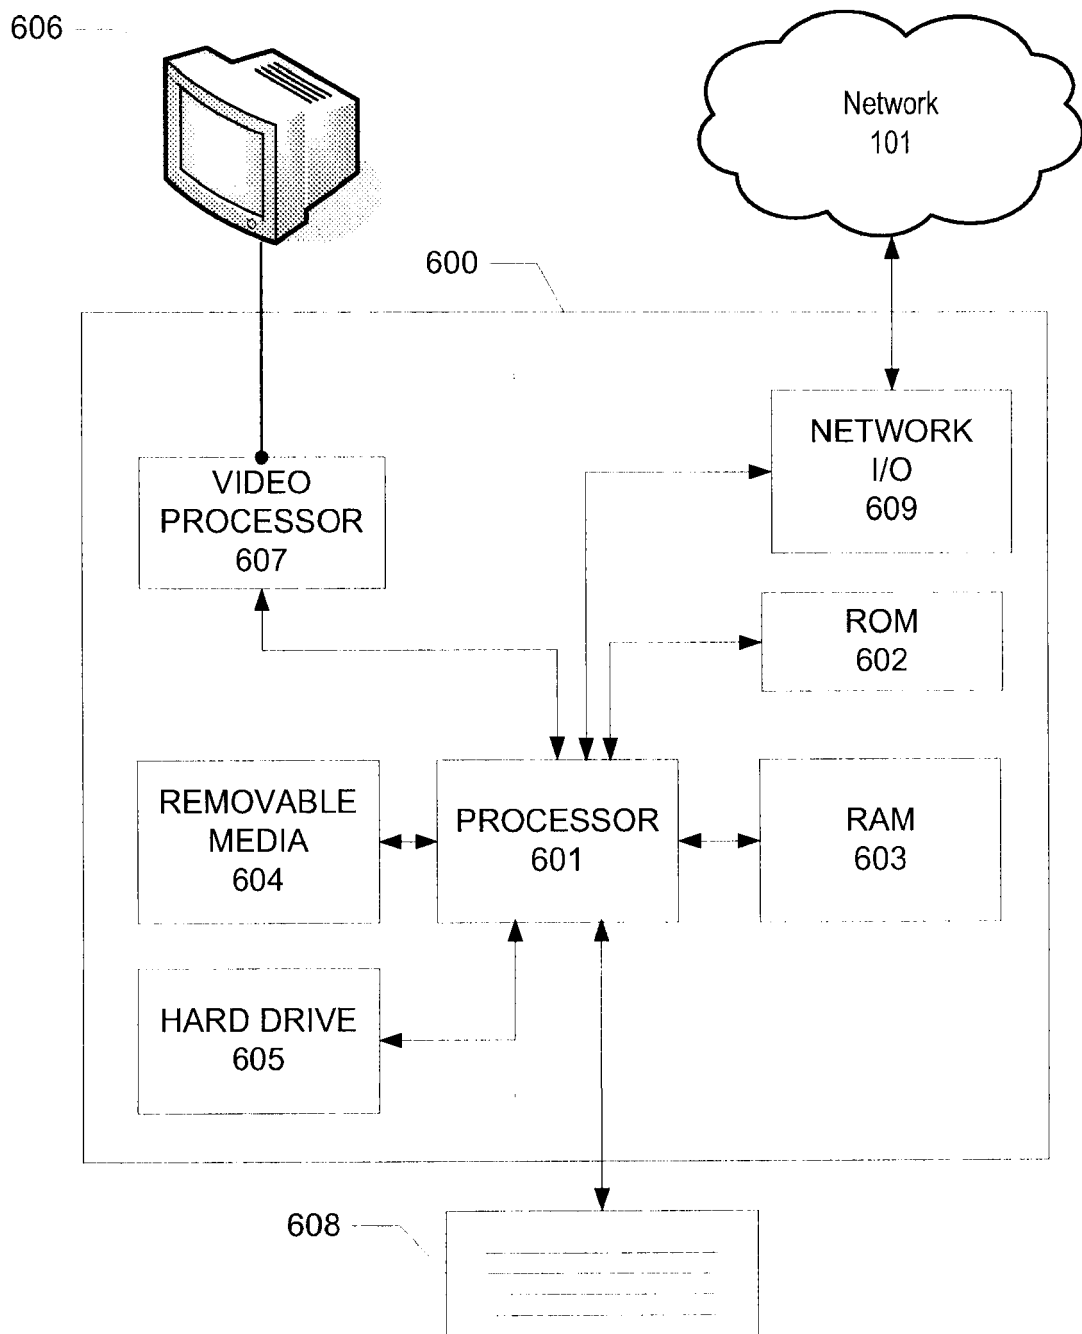 606
Network
101
600
NETWORK
I/O
609
VIDEO
PROCESSOR
607
ROM
602
REMOVABLE
MEDIA
604
PROCESSOR
601
RAM
603
HARD DRIVE
605
608